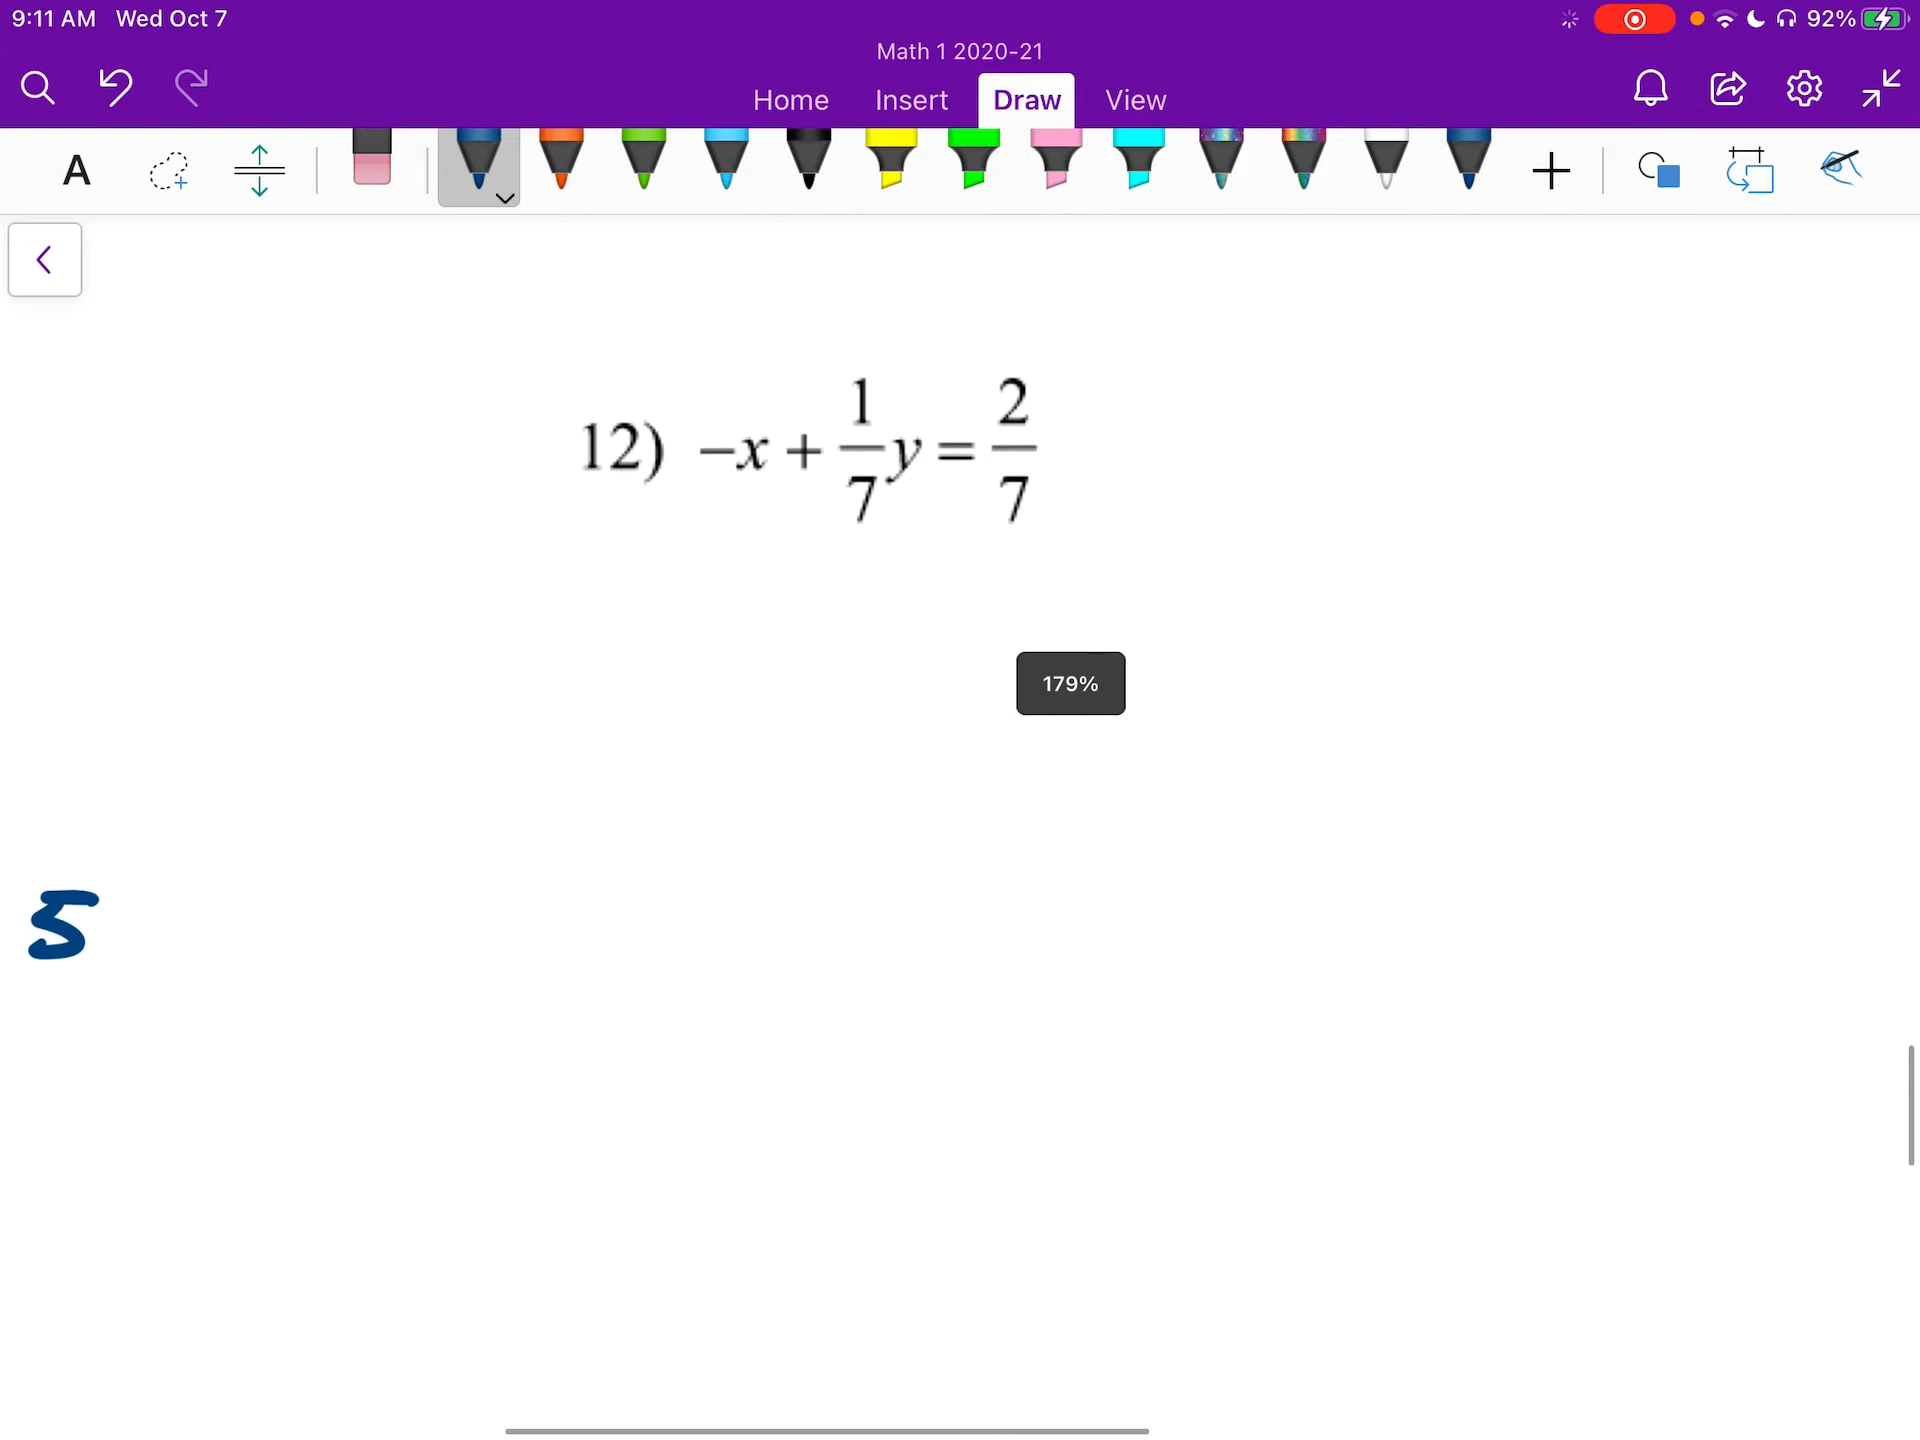 9:11 AM Wed Oct 7
92%
Math 1 2020-21
Home Insert Draw View
A
12) −x + 1/7 y = 2/7
179%
5